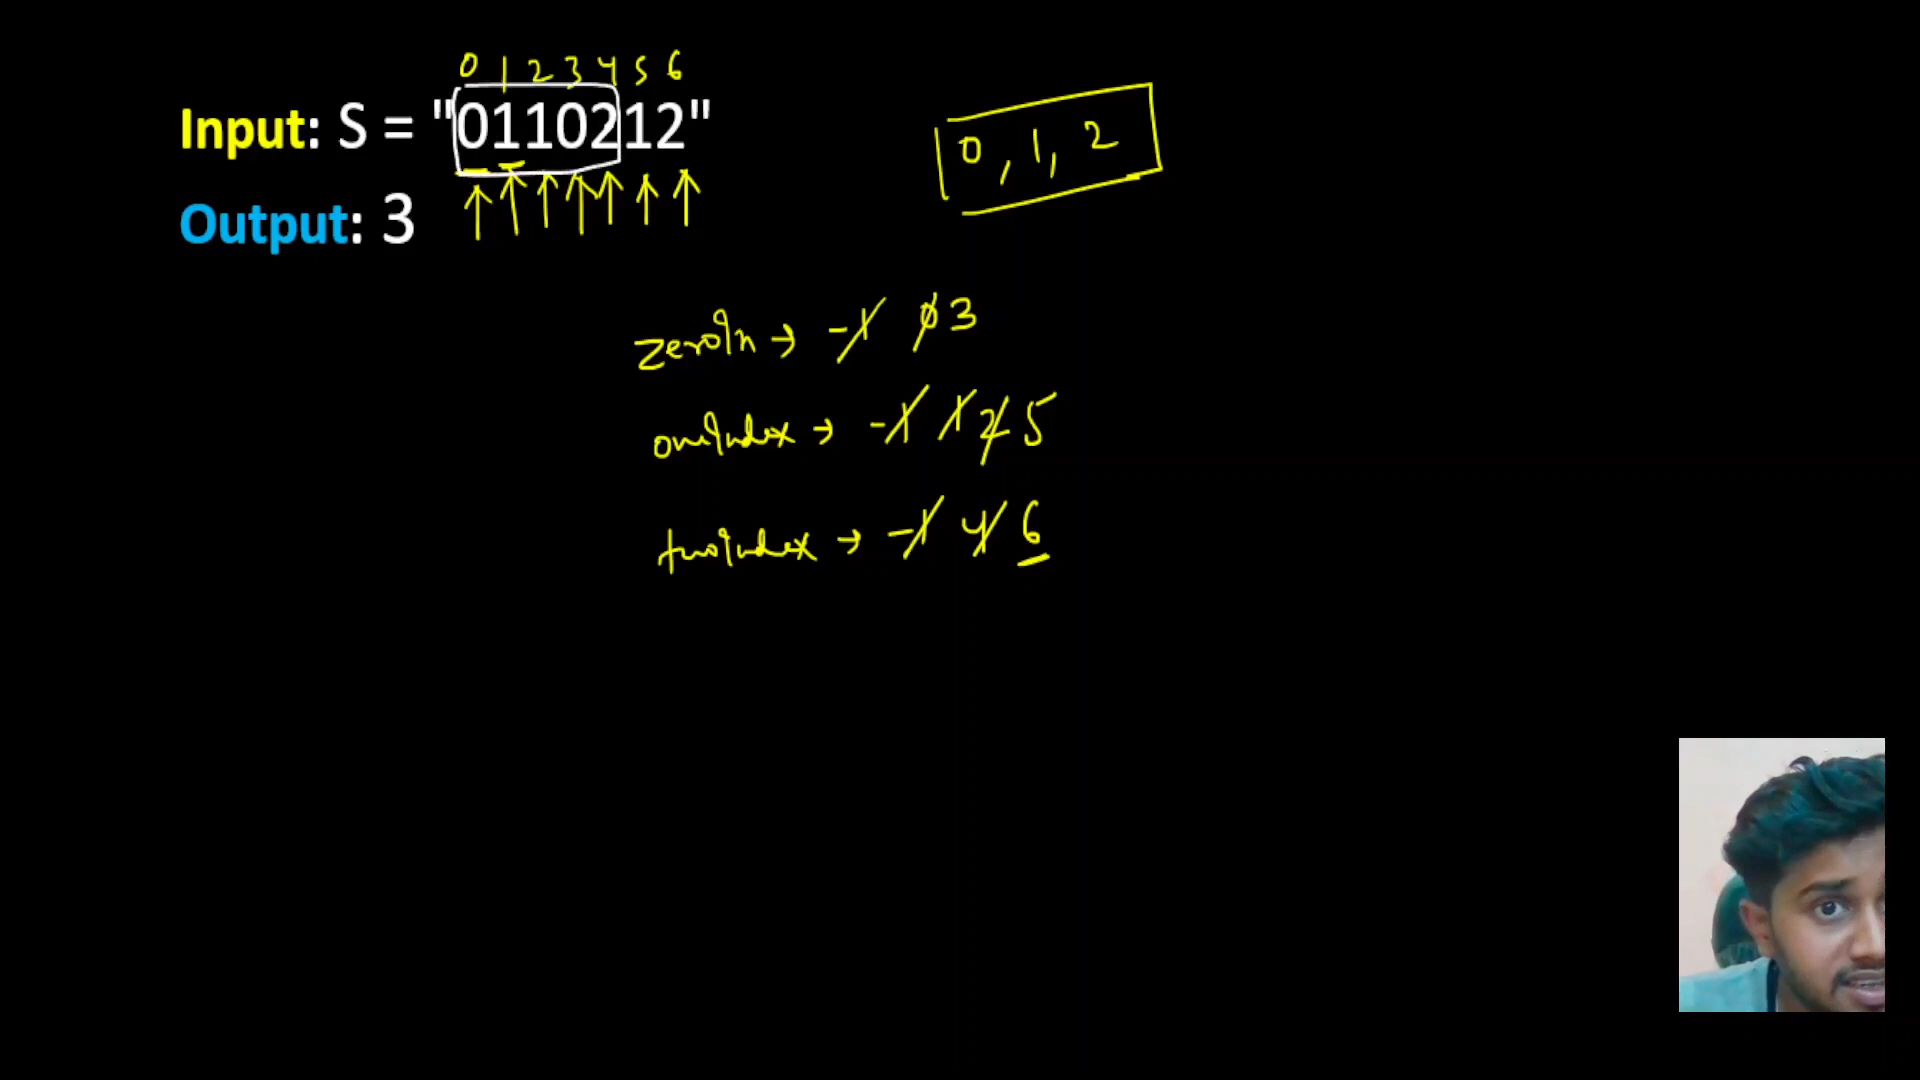 0 1 2 3 4 5 6
Input: S = "0110212"
0, 1, 2
Output: 3
zeroIn → -1 0 3
oneIndex → -1 1 2 5
twoIndex → -1 4 6